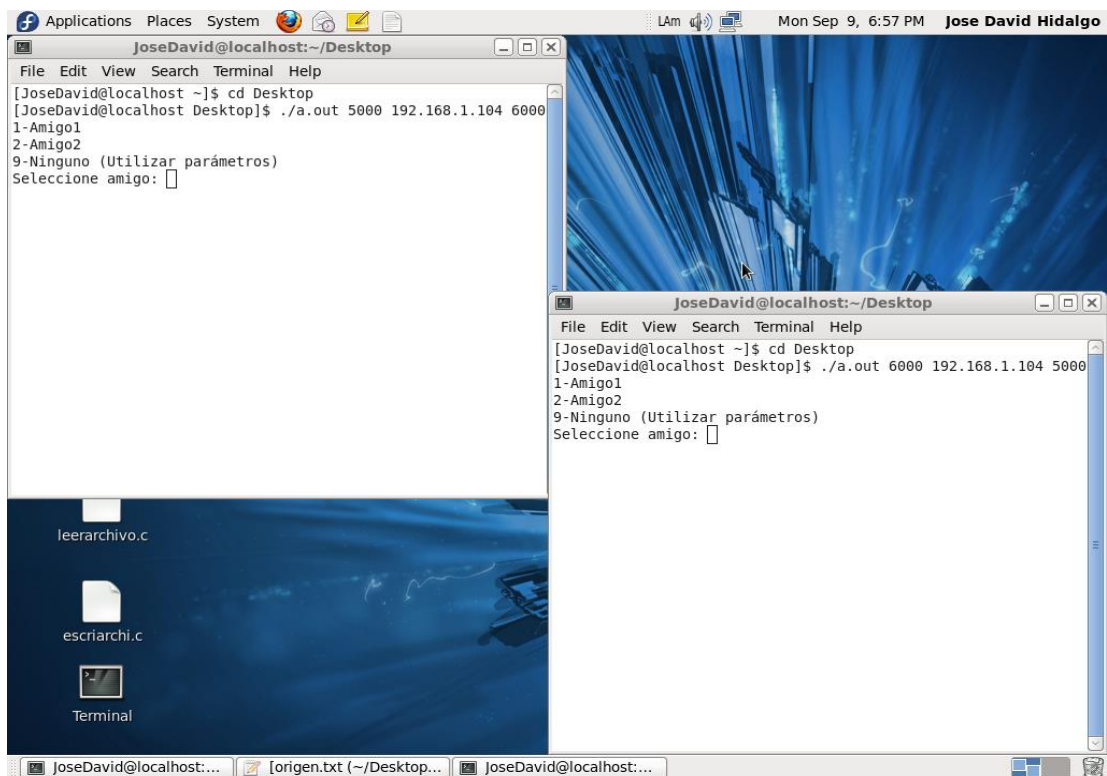 Applications Places System LAm Mon Sep 9, 6:57 PM Jose David Hidalgo
JoseDavid@localhost:~/Desktop
File Edit View Search Terminal Help
[JoseDavid@localhost ~]$ cd Desktop
[JoseDavid@localhost Desktop]$ ./a.out 5000 192.168.1.104 6000
1-Amigo1
2-Amigo2
9-Ninguno (Utilizar parámetros)
Seleccione amigo:
JoseDavid@localhost:~/Desktop
File Edit View Search Terminal Help
[JoseDavid@localhost ~]$ cd Desktop
[JoseDavid@localhost Desktop]$ ./a.out 6000 192.168.1.104 5000
1-Amigo1
2-Amigo2
9-Ninguno (Utilizar parámetros)
Seleccione amigo:
leerarchivo.c
escriarchi.c
Terminal
JoseDavid@localhost:... [origen.txt (~/Desktop... JoseDavid@localhost:...